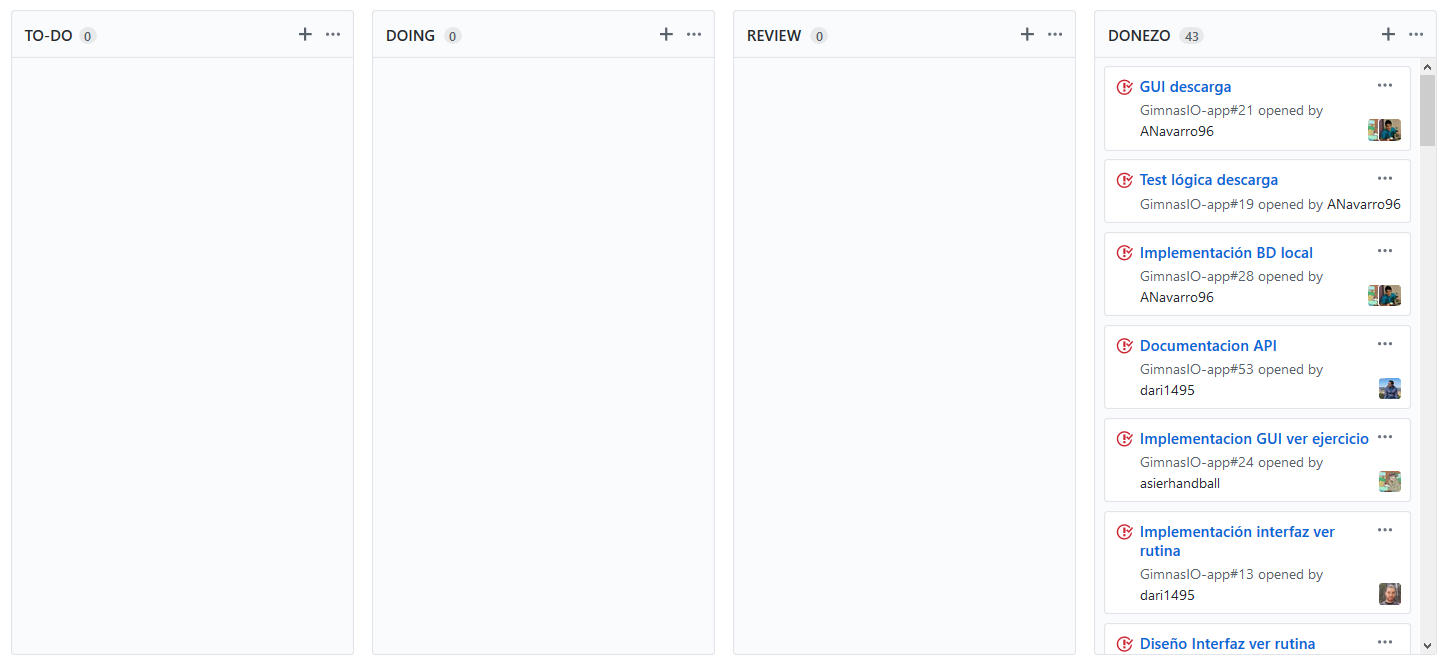 TO-DO 0
DOING 0
REVIEW 0
DONEZO 43
GUI descarga
GimnasIO-app#21 opened by
ANavarro96
Test lógica descarga
GimnasIO-app#19 opened by ANavarro96
Implementación BD local
GimnasIO-app#28 opened by
ANavarro96
Documentacion API
GimnasIO-app#53 opened by
dari1495
Implementacion GUI ver ejercicio
GimnasIO-app#24 opened by
asierhandball
Implementación interfaz ver
rutina
GimnasIO-app#13 opened by
dari1495
Diseño Interfaz ver rutina